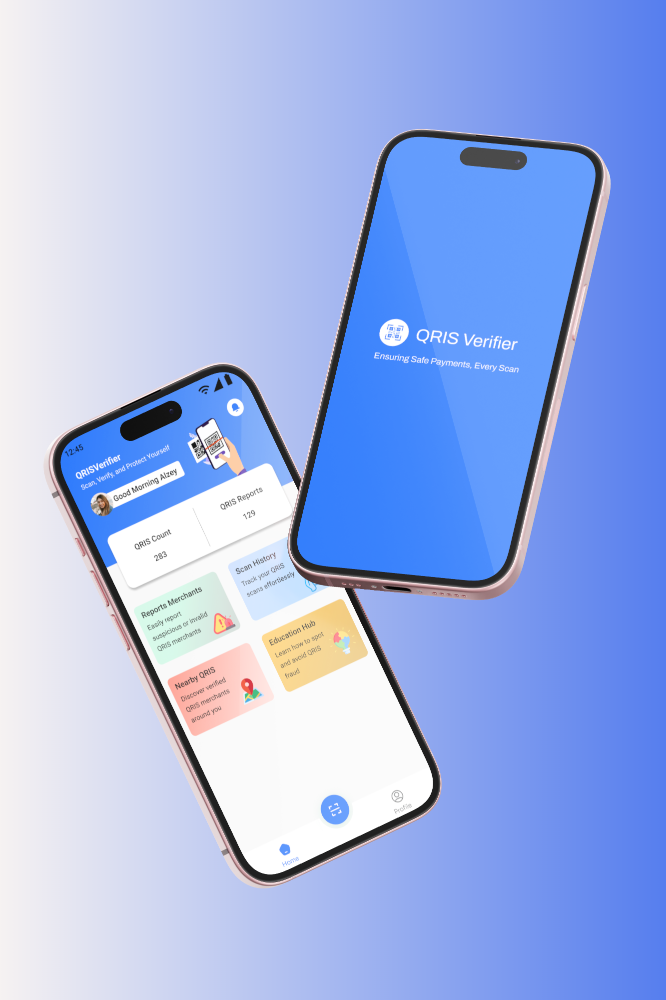 QRIS Verifier
Ensuring Safe Payments, Every Scan
12:45
QRISVerifier
Scan, Verify, and Protect Yourself
Good Morning Alzey
QRIS Count
283
QRIS Reports
129
Reports Merchants
Easily report
suspicious or invalid
QRIS merchants
Scan History
Track your QRIS
scans effortlessly
Nearby QRIS
Discover verified
QRIS merchants
around you
Education Hub
Learn how to spot
and avoid QRIS
fraud
Home
Profile